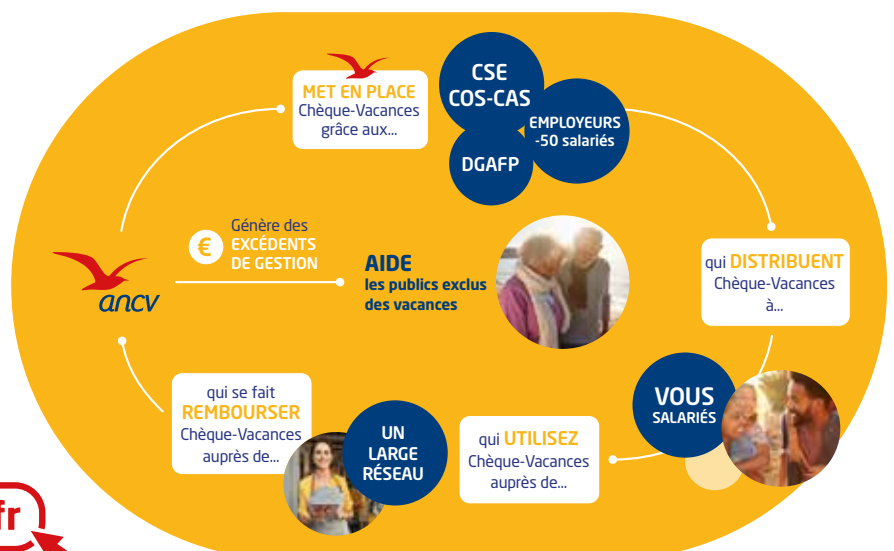 MET EN PLACE
Chèque-Vacances
grâce aux...
CSE
COS-CAS
EMPLOYEURS
-50 salariés
DGAFP
qui DISTRIBUENT
Chèque-Vacances
à...
VOUS
SALARIÉS
qui UTILISEZ
Chèque-Vacances
auprès de...
UN
LARGE
RÉSEAU
qui se fait
REMBOURSER
Chèque-Vacances
auprès de...
ancv
€
Génère des
EXCÉDENTS
DE GESTION
AIDE
les publics exclus
des vacances
fr